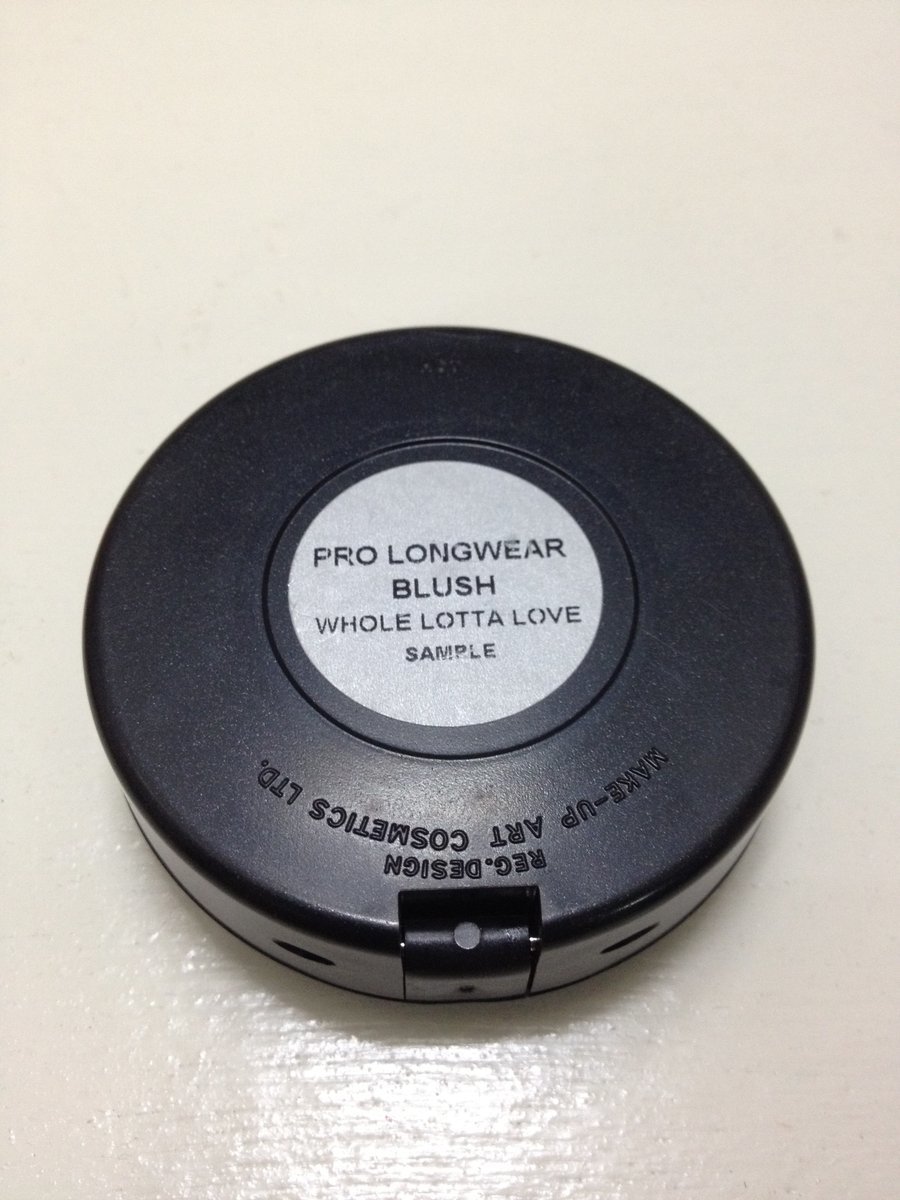 PRO LONGWEAR
BLUSH
WHOLE LOTTA LOVE
SAMPLE
MAKE-UP ART COSMETICS LTD.
REG.DESIGN